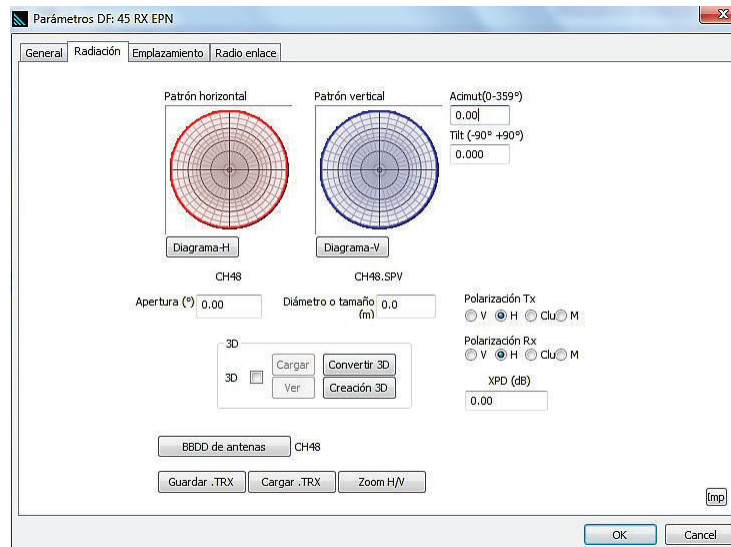 Parámetros DF: 45 RX EPN
General Radiación Emplazamiento Radio enlace
Patrón horizontal Patrón vertical Acimut(0-359°)
0.00
Tilt (-90° +90°)
0.000
Diagrama-H Diagrama-V
CH48 CH48.SPV
Apertura (°) 0.00 Diámetro o tamaño (m) 0.0
Polarización Tx
V H Clu M
Polarización Rx
V H Clu M
XPD (dB)
0.00
3D
3D Cargar Convertir 3D
Ver Creación 3D
BBDD de antenas CH48
Guardar .TRX Cargar .TRX Zoom H/V
Imp
OK Cancel